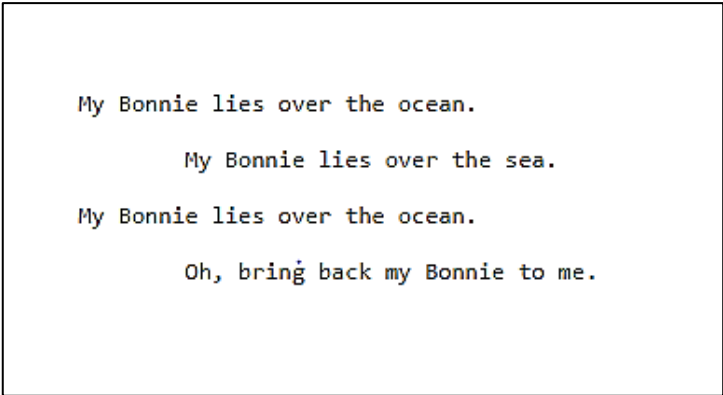 My Bonnie lies over the ocean.
My Bonnie lies over the sea.
My Bonnie lies over the ocean.
Oh, bring back my Bonnie to me.